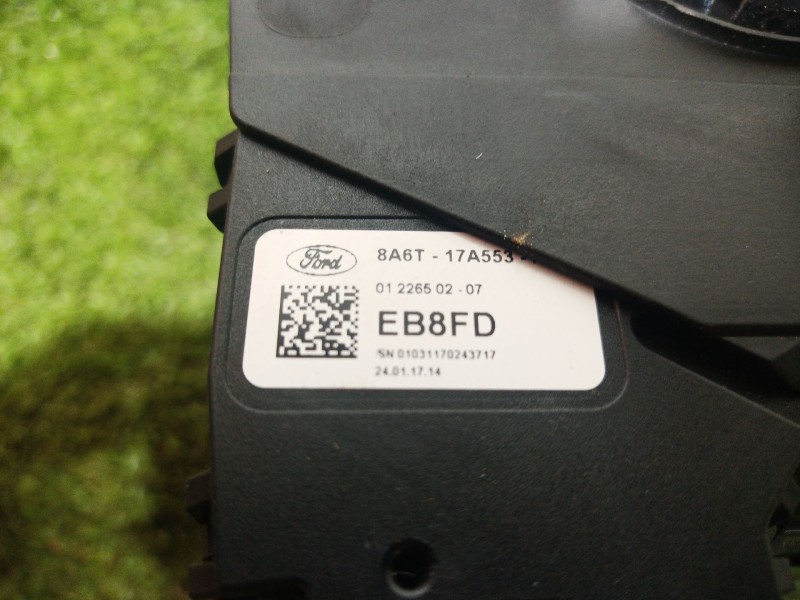 Ford
8A6T - 17A553 -
01 2265 02 - 07
EB8FD
SN 01031170243717
24.01.17.14